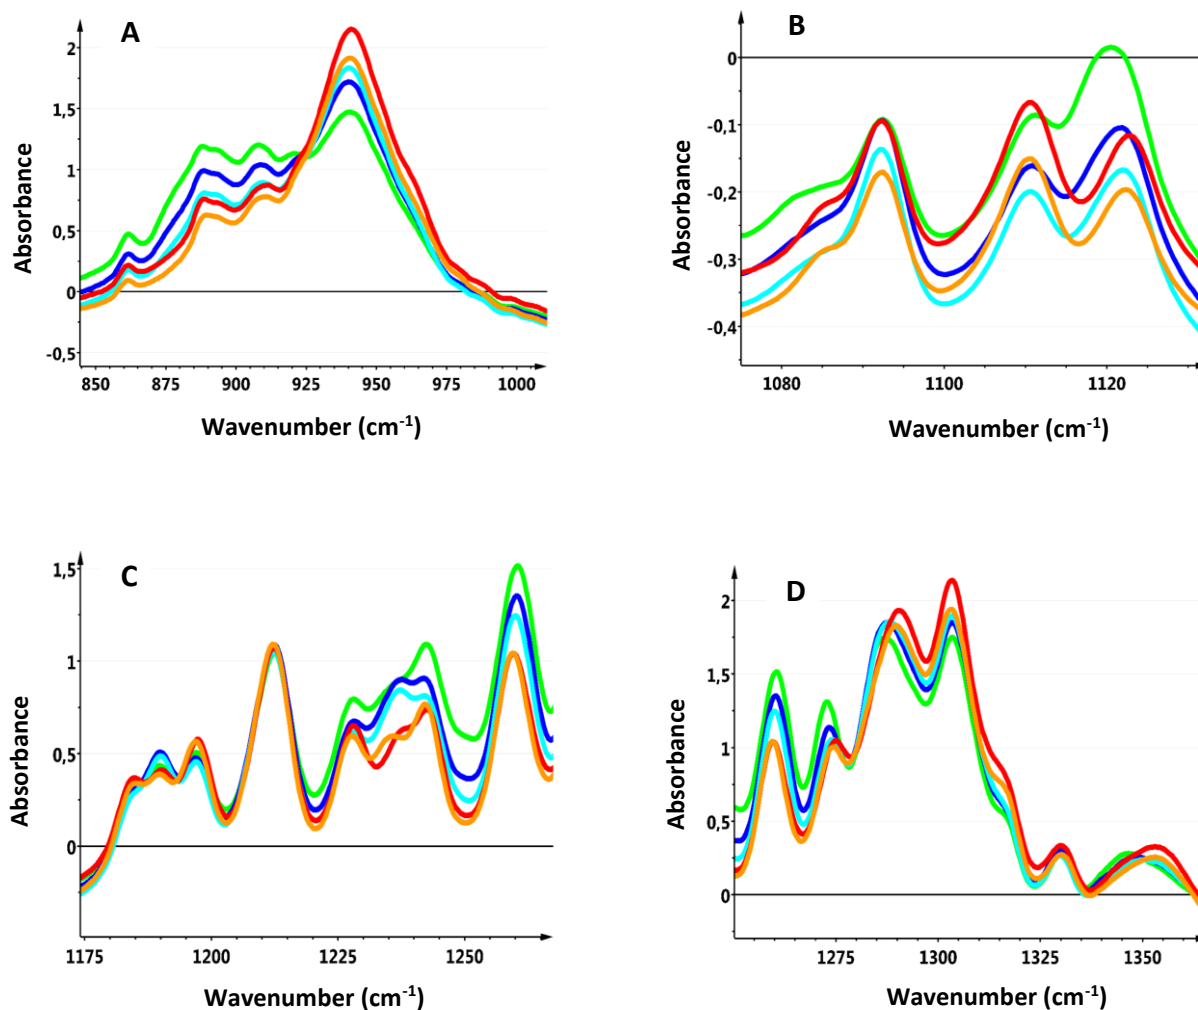 A
2
1,5
1
0,5
0
-0,5
850 875 900 925 950 975 1000
Absorbance
Wavenumber (cm-1)
B
0
-0,1
-0,2
-0,3
-0,4
1080 1100 1120
Absorbance
Wavenumber (cm-1)
C
1,5
1
0,5
0
1175 1200 1225 1250
Absorbance
Wavenumber (cm-1)
D
2
1,5
1
0,5
0
1275 1300 1325 1350
Absorbance
Wavenumber (cm-1)